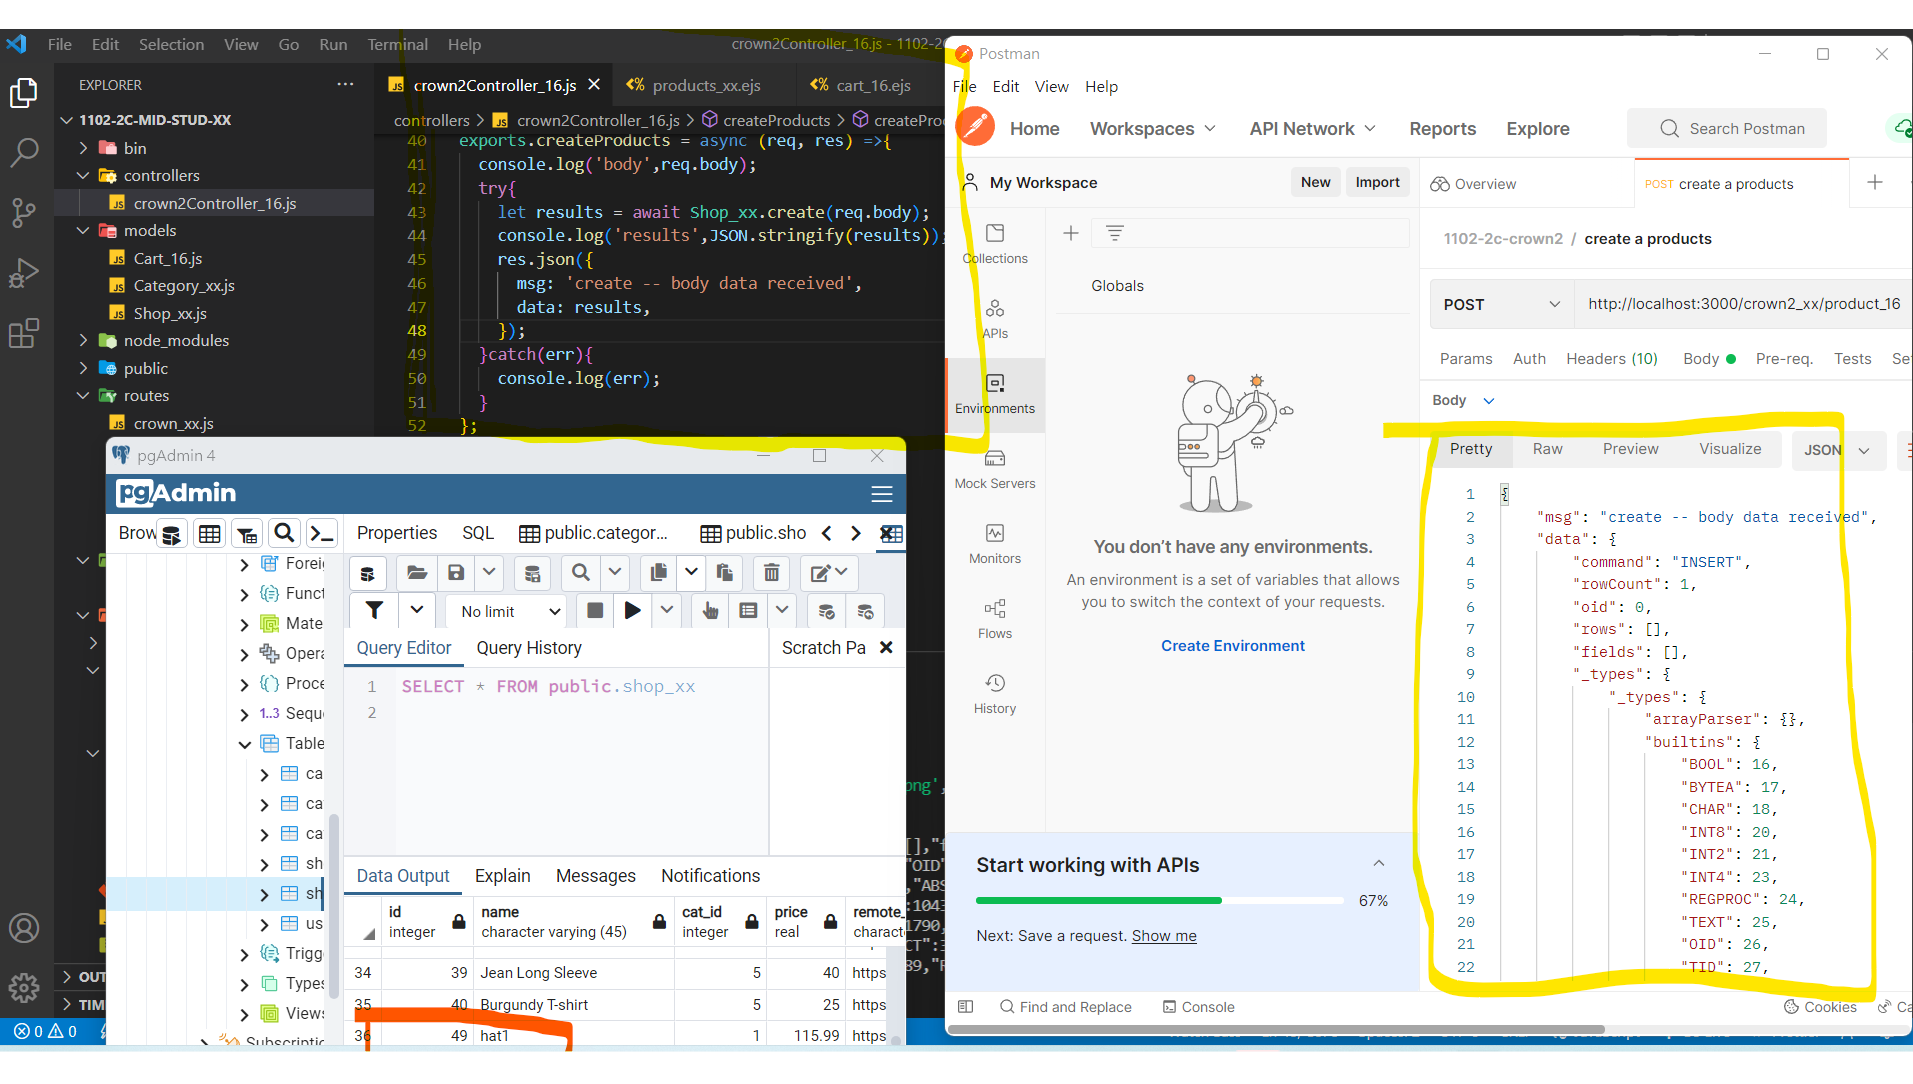 File Edit Selection View Go Run Terminal Help
crown2Controller_16.js - 1102-2
EXPLORER
1102-2C-MID-STUD-XX
bin
controllers
crown2Controller_16.js
models
Cart_16.js
Category_xx.js
Shop_xx.js
node_modules
public
routes
crown_xx.js
OUT
TIM
0 0
crown2Controller_16.js products_xx.ejs cart_16.ejs
controllers > crown2Controller_16.js > createProducts > createPro
40 exports.createProducts = async (req, res) =>{
41 console.log('body',req.body);
42 try{
43 let results = await Shop_xx.create(req.body);
44 console.log('results',JSON.stringify(results));
45 res.json({
46 msg: 'create -- body data received',
47 data: results,
48 });
49 }catch(err){
50 console.log(err);
51 }
52 };
pgAdmin 4
pgAdmin
Brow
Properties SQL public.categor... public.sho
Forei
Funct
Mate
Opera
Proce
1..3 Sequ
Table
ca
ca
ca
sh
sh
us
Trigg
Types
Views
Subscriptio
No limit
Query Editor Query History Scratch Pa
1 SELECT * FROM public.shop_xx
2
Data Output Explain Messages Notifications
id integer
name character varying (45)
cat_id integer
price real
remote_ charact
34 39 Jean Long Sleeve 5 40 https
35 40 Burgundy T-shirt 5 25 https
36 49 hat1 1 115.99 https
png',
[],"f
"OID"
,"ABS
:1043
1790,
CT":3
89,"F
Postman
File Edit View Help
Home Workspaces API Network Reports Explore Search Postman
My Workspace New Import
Overview POST create a products
Collections
APIs
Environments
Mock Servers
Monitors
Flows
History
Globals
You don't have any environments.
An environment is a set of variables that allows
you to switch the context of your requests.
Create Environment
Start working with APIs
67%
Next: Save a request. Show me
1102-2c-crown2 / create a products
POST http://localhost:3000/crown2_xx/product_16
Params Auth Headers (10) Body Pre-req. Tests Se
Body
Pretty Raw Preview Visualize JSON
1 {
2 "msg": "create -- body data received",
3 "data": {
4 "command": "INSERT",
5 "rowCount": 1,
6 "oid": 0,
7 "rows": [],
8 "fields": [],
9 "_types": {
10 "_types": {
11 "arrayParser": {},
12 "builtins": {
13 "BOOL": 16,
14 "BYTEA": 17,
15 "CHAR": 18,
16 "INT8": 20,
17 "INT2": 21,
18 "INT4": 23,
19 "REGPROC": 24,
20 "TEXT": 25,
21 "OID": 26,
22 "TID": 27,
Find and Replace Console Cookies Ca